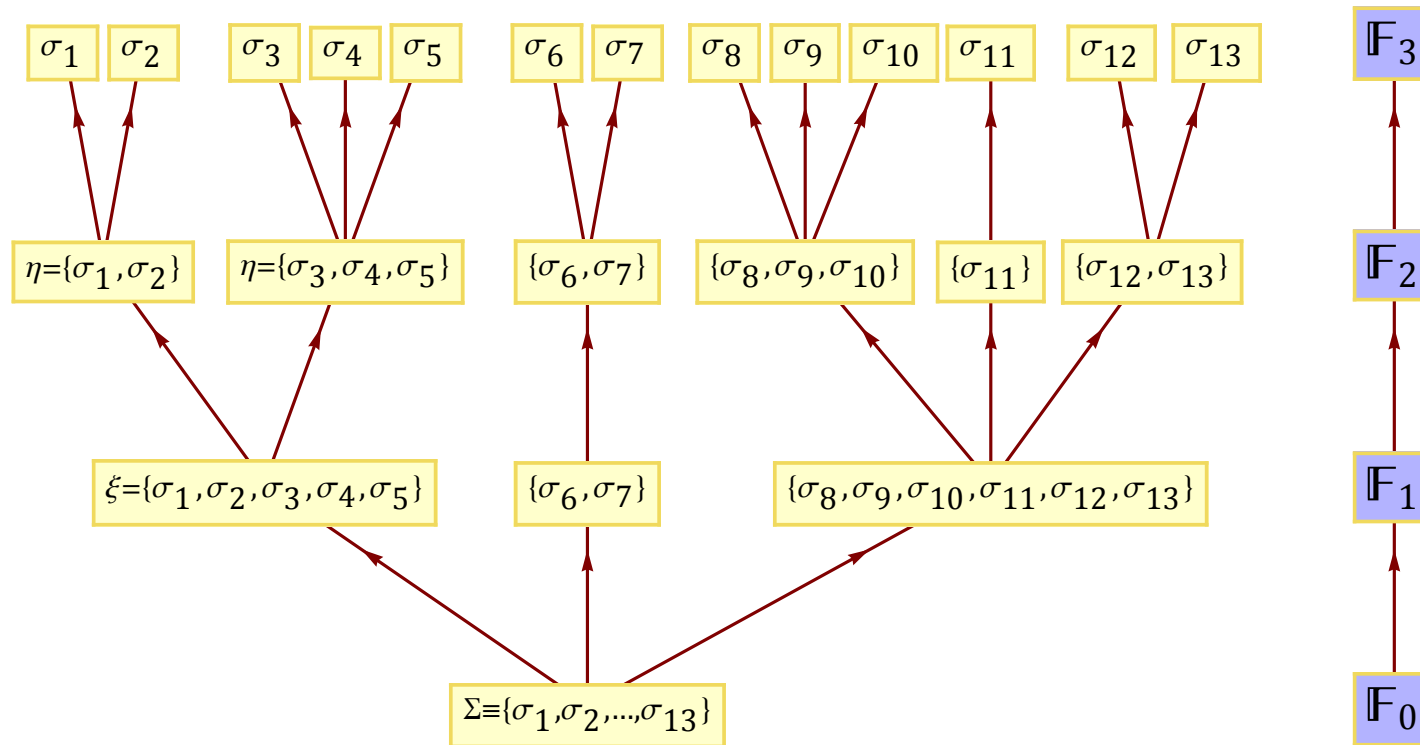 σ1 σ2 σ3 σ4 σ5 σ6 σ7 σ8 σ9 σ10 σ11 σ12 σ13 𝔽3
η={σ1,σ2} η={σ3,σ4,σ5} {σ6,σ7} {σ8,σ9,σ10} {σ11} {σ12,σ13} 𝔽2
ξ={σ1,σ2,σ3,σ4,σ5} {σ6,σ7} {σ8,σ9,σ10,σ11,σ12,σ13} 𝔽1
Σ≡{σ1,σ2,...,σ13} 𝔽0